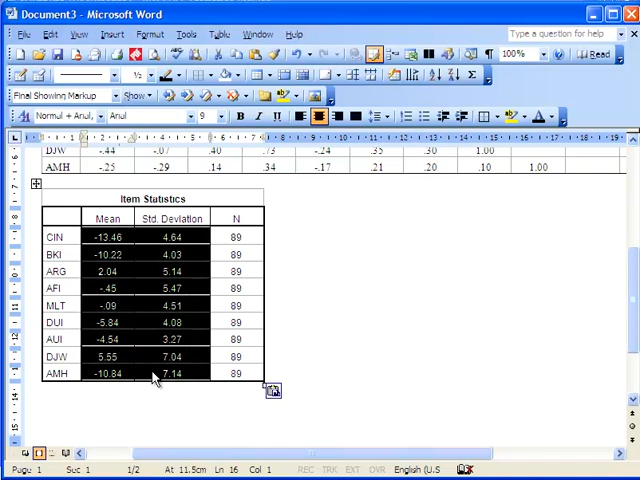 Document3 - Microsoft Word
File Edit View Insert Format Tools Table Window Help Type a question for help
100% Read
½
Final Showing Markup Show
Normal + Arial, Arial 9 B I U
DJW -.44 -.07 .40 .73 -.24 .30 1.00
AMH -.25 -.29 .14 .34 -.17 .21 .10 1.00
Item Statistics
Mean Std. Deviation N
CIN -13.46 4.64 89
BKI -10.22 4.03 89
ARG 2.04 5.14 89
AFI -.45 5.47 89
MLT -.09 4.51 89
DUI -5.84 4.08 89
AUI -4.54 3.27 89
DJW 5.55 7.04 89
AMH -10.84 7.14 89
Page 1 Sec 1 1/2 At 11.5cm Ln 16 Col 1 REC TRK EXT OVR English (U.S